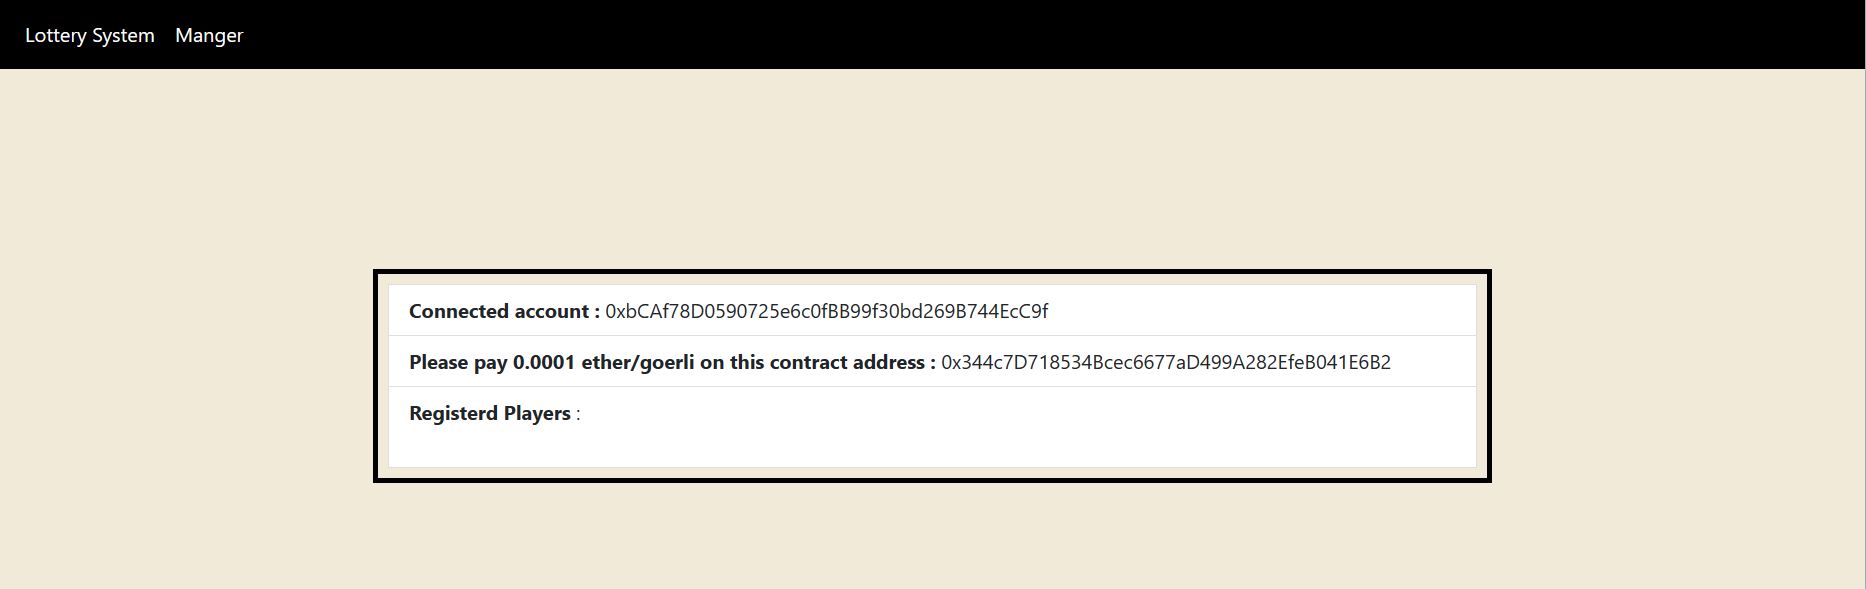 Lottery System Manger
Connected account : 0xbCAf78D0590725e6c0fBB99f30bd269B744EcC9f
Please pay 0.0001 ether/goerli on this contract address : 0x344c7D718534Bcec6677aD499A282EfeB041E6B2
Registerd Players :